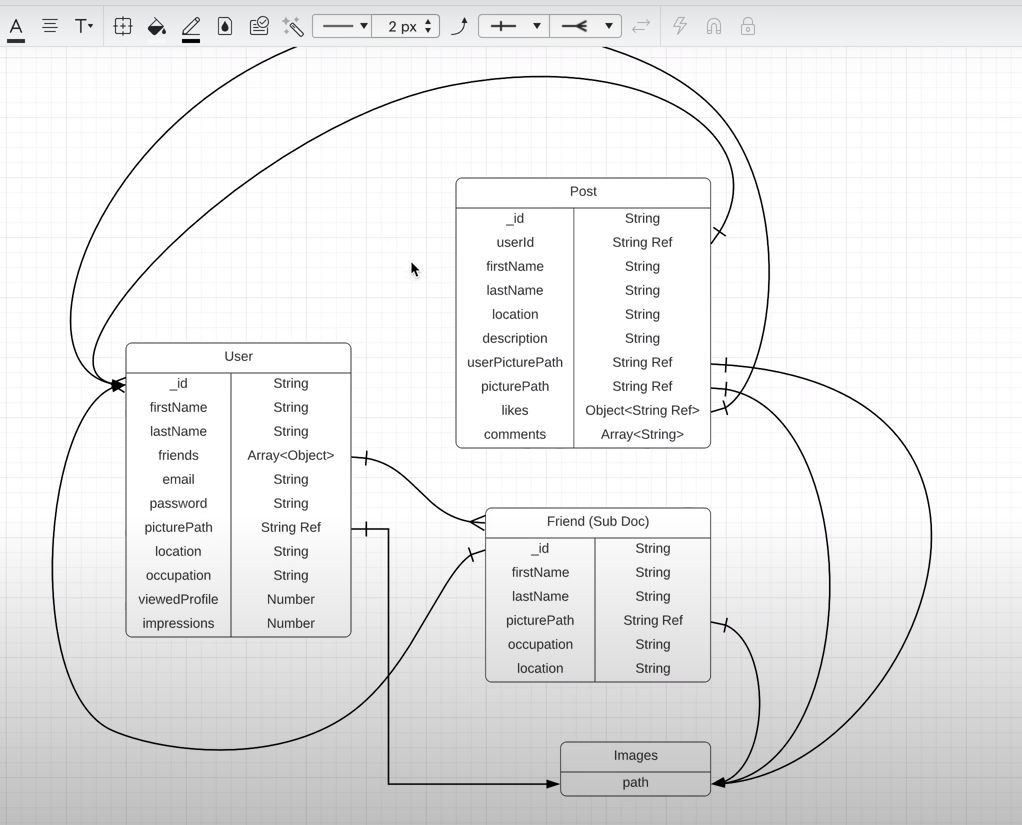 A T 2 px
Post
_id String
userId String Ref
firstName String
lastName String
location String
description String
userPicturePath String Ref
picturePath String Ref
likes Object<String Ref>
comments Array<String>
User
_id String
firstName String
lastName String
friends Array<Object>
email String
password String
picturePath String Ref
location String
occupation String
viewedProfile Number
impressions Number
Friend (Sub Doc)
_id String
firstName String
lastName String
picturePath String Ref
occupation String
location String
Images
path